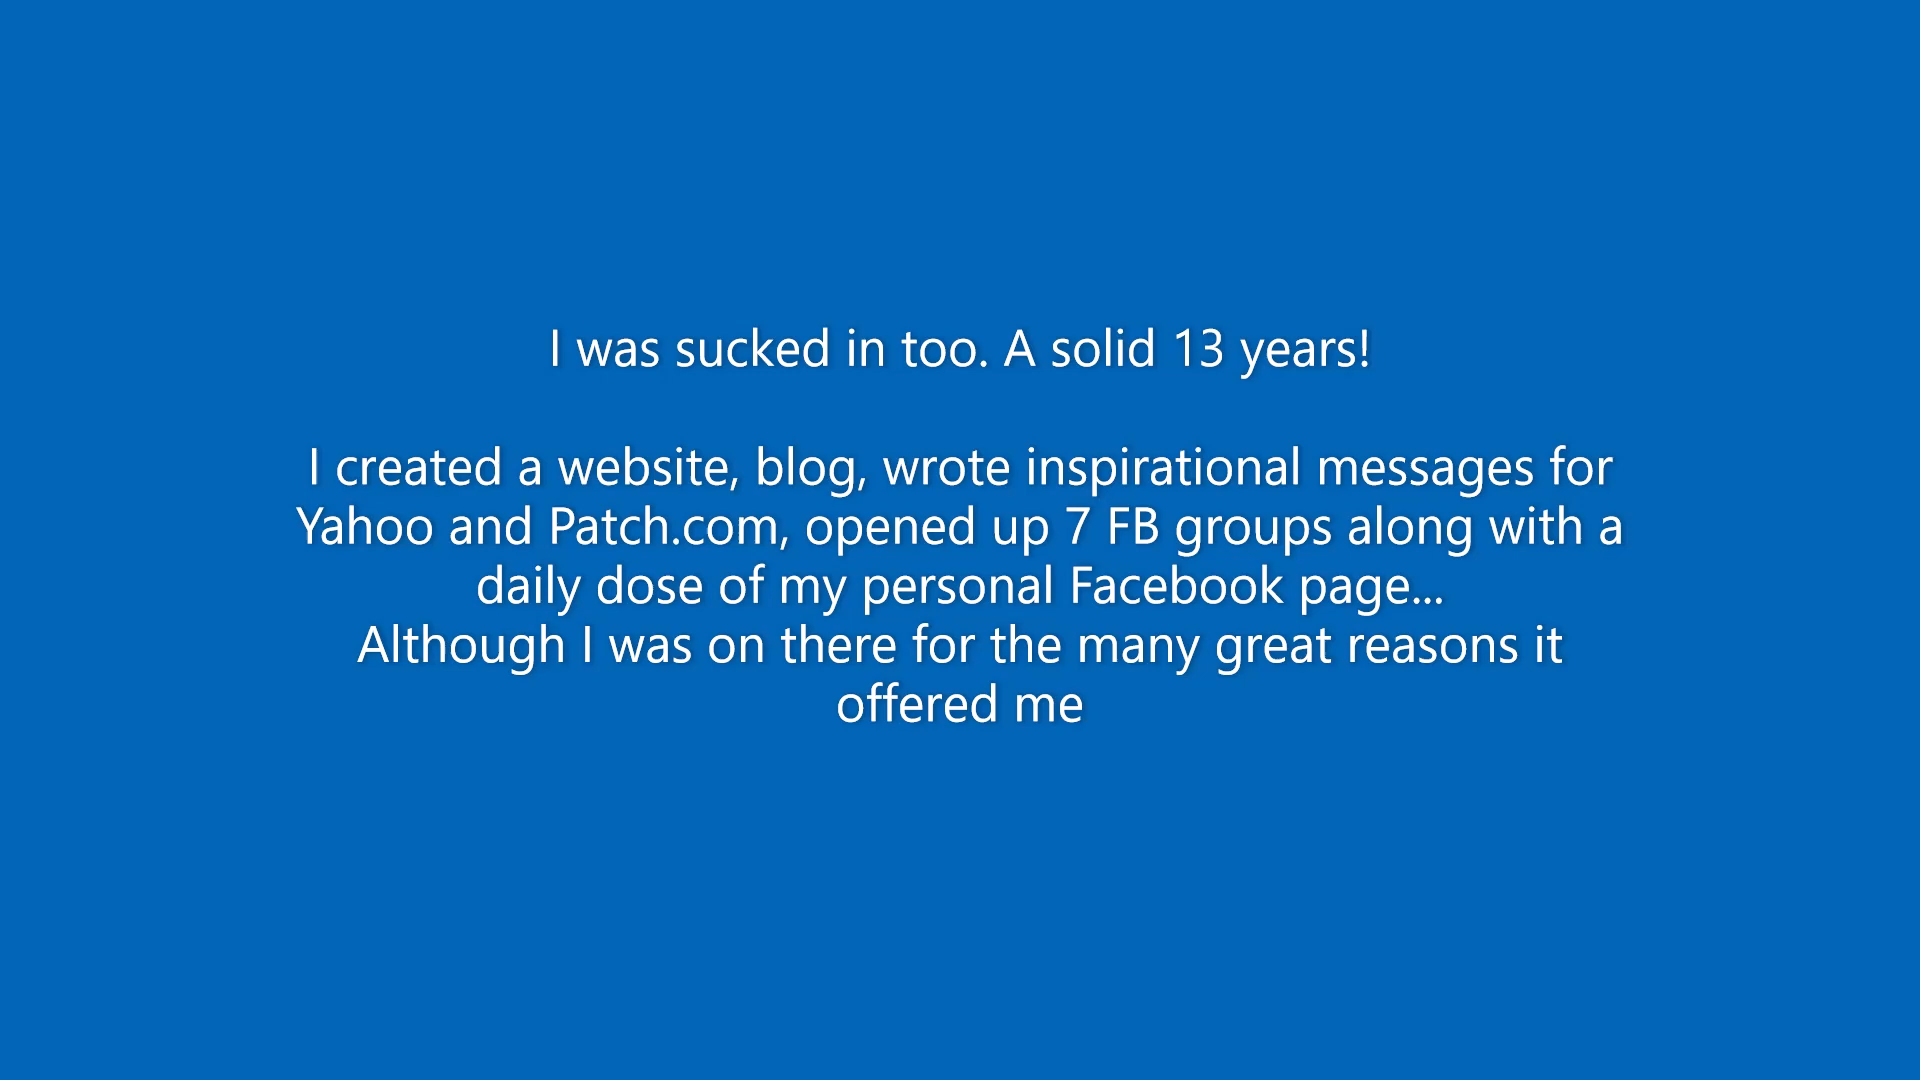 I was sucked in too. A solid 13 years!
I created a website, blog, wrote inspirational messages for
Yahoo and Patch.com, opened up 7 FB groups along with a
daily dose of my personal Facebook page...
Although I was on there for the many great reasons it
offered me